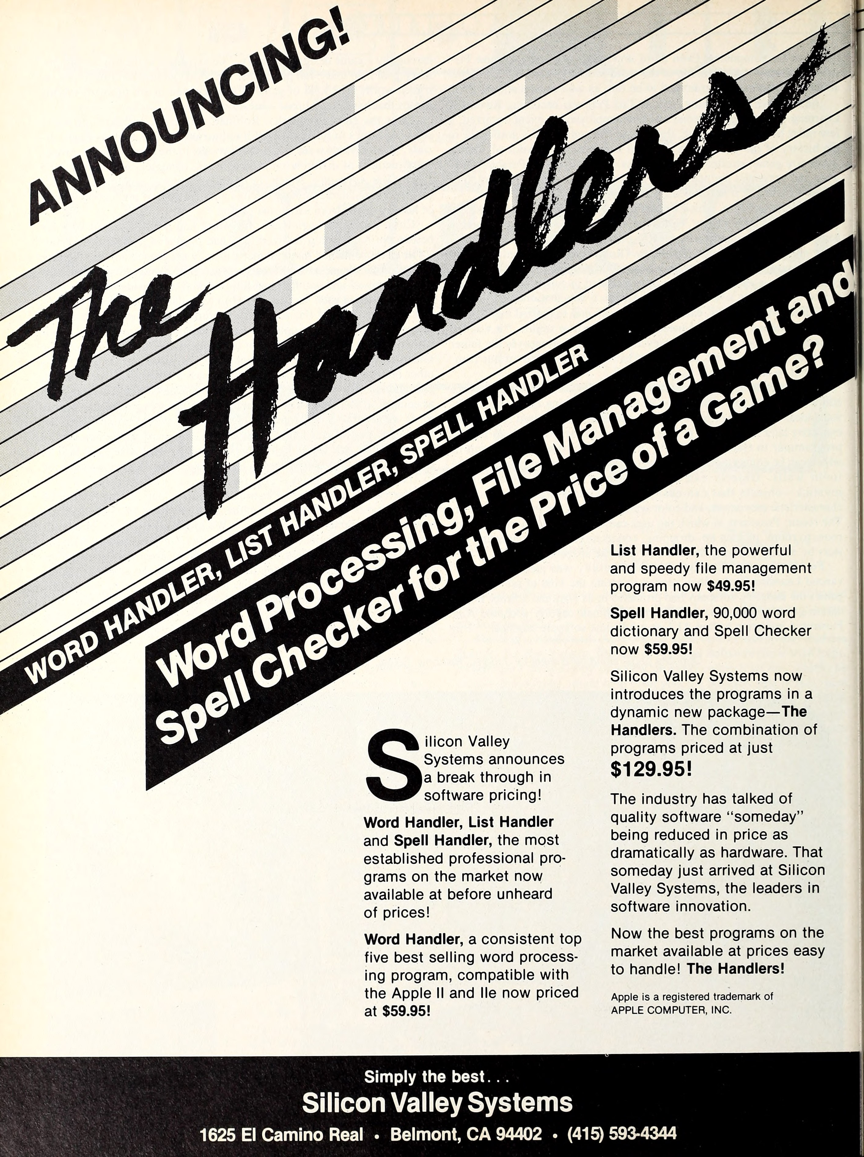 ANNOUNCING!
The
Handlers
WORD HANDLER, LIST HANDLER, SPELL HANDLER
Word Processing, File Management and
Spell Checker for the Price of a Game?
Silicon Valley
Systems announces
a break through in
software pricing!
Word Handler, List Handler
and Spell Handler, the most
established professional pro-
grams on the market now
available at before unheard
of prices!
Word Handler, a consistent top
five best selling word process-
ing program, compatible with
the Apple II and IIe now priced
at $59.95!
List Handler, the powerful
and speedy file management
program now $49.95!
Spell Handler, 90,000 word
dictionary and Spell Checker
now $59.95!
Silicon Valley Systems now
introduces the programs in a
dynamic new package—The
Handlers. The combination of
programs priced at just
$129.95!
The industry has talked of
quality software “someday”
being reduced in price as
dramatically as hardware. That
someday just arrived at Silicon
Valley Systems, the leaders in
software innovation.
Now the best programs on the
market available at prices easy
to handle! The Handlers!
Apple is a registered trademark of
APPLE COMPUTER, INC.
Simply the best...
Silicon Valley Systems
1625 El Camino Real • Belmont, CA 94402 • (415) 593-4344